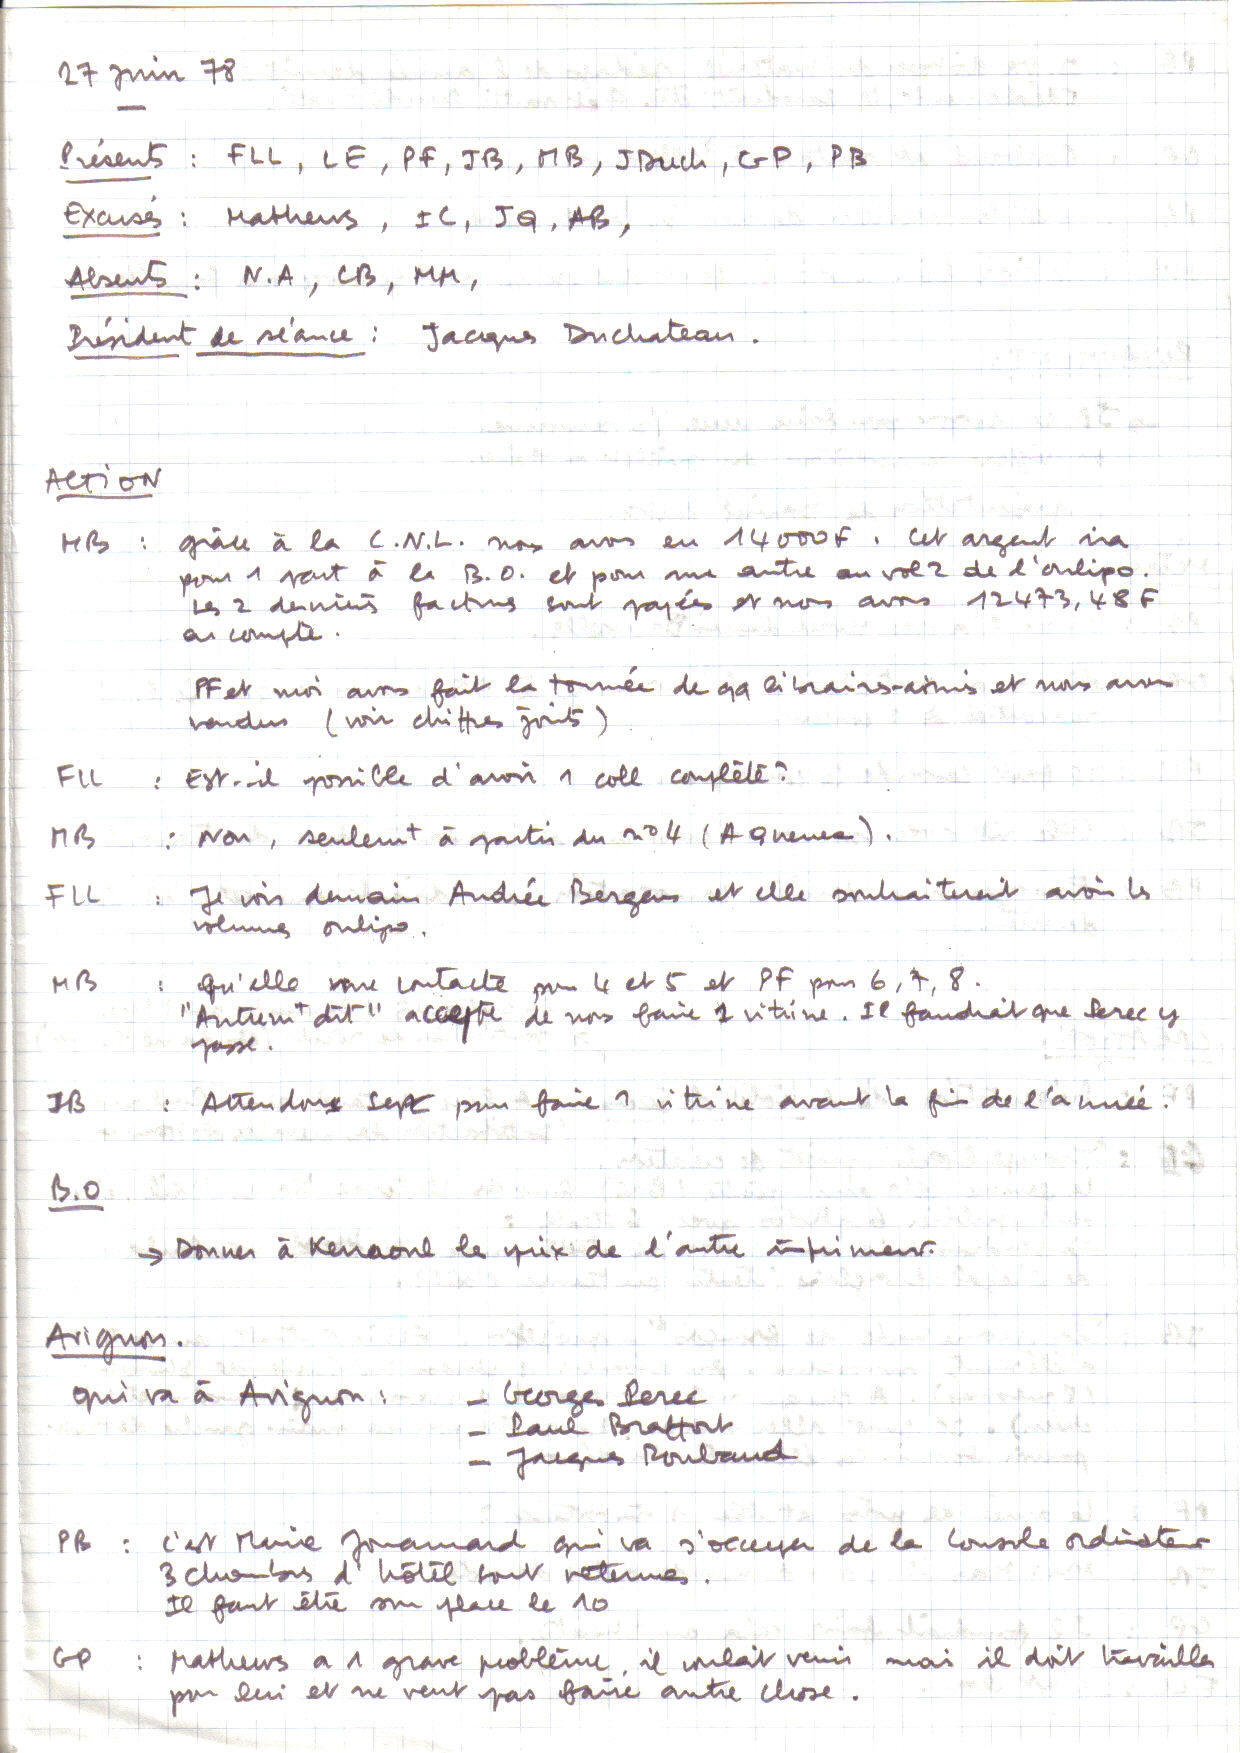 27 juin 78
Présents : FLL, LE, PF, JB, MB, JDuch, GP, PB
Excusés : Mathews, IC, JQ, AB,
Absents : N.A, CB, MM,
Président de séance : Jacques Duchateau.
ACTION
MB : grâce à la C.N.L. nous avons eu 14000F. Cet argent ira
pour 1 part à la B.O. et pour une autre au vol 2 de l'oulipo.
Les 2 dernières factures sont payées et nous avons 12473,48F
en compte.
PF et moi avons fait la tournée de qq libraires-amis et nous avons
vendus (voir chiffres joints)
FLL : Est-il possible d'avoir 1 coll complète?
MB : Non, seulemt à partir du n°4 (A Queneau).
FLL : Je vois demain Andrée Bergens et elle souhaiterait avoir les
volumes oulipo.
MB : qu'elle me contacte pour 4 et 5 et PF pour 6, 7, 8.
"Autremt dit" accepte de nous faire 1 vitrine. Il faudrait que Perec y
passe.
JB : Attendons sept pour faire 1 vitrine avant la fin de l'année.
B.O
→ Donner à Kerraoul le prix de l'autre imprimeur.
Avignon.
qui va à Avignon : - Georges Perec
- Paul Braffort
- Jacques Roubaud
PB : c'est Marie Jouannard qui va s'occuper de la console ordinateur
3 chambres d'hôtel sont retenues.
Il faut être sur place le 10
GP : Mathews a 1 grave problème, il voulait venir mais il doit travailler
pour lui et ne veut pas faire autre chose.